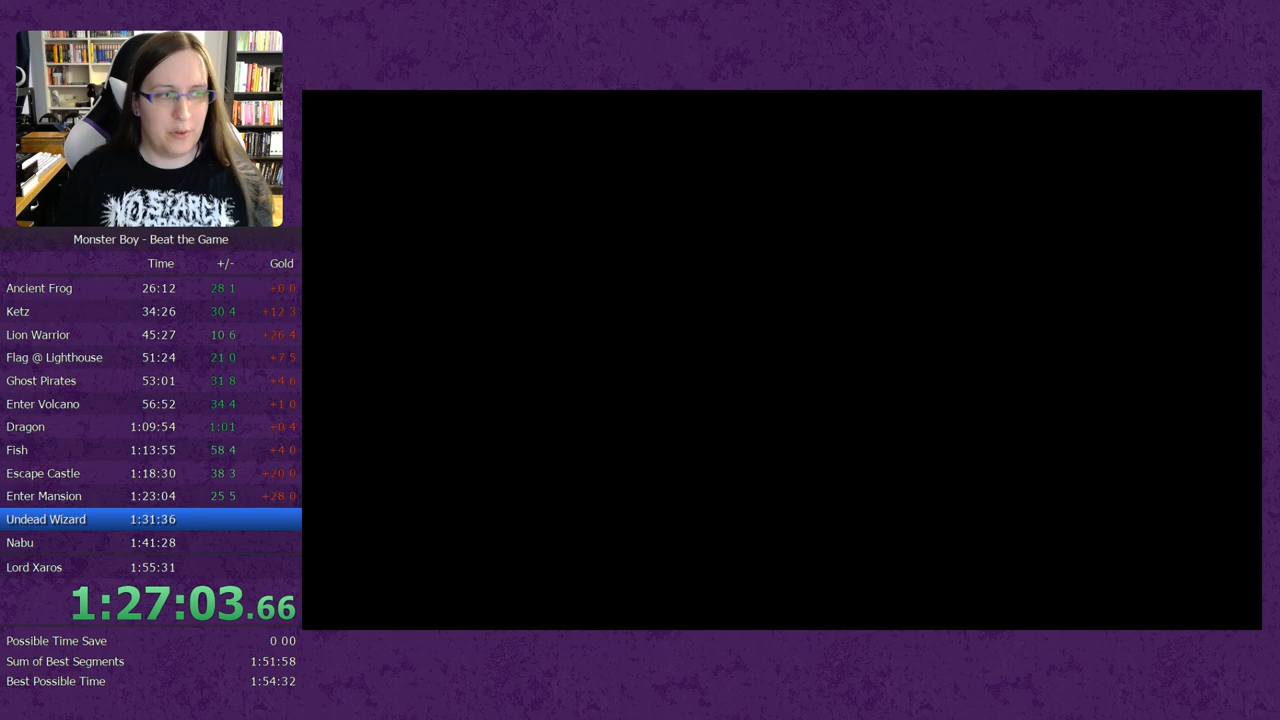 NO STARCH
Monster Boy - Beat the Game
Time +/- Gold
Ancient Frog 26:12 28 1 +0 0
Ketz 34:26 30 4 +12 3
Lion Warrior 45:27 10 6 +26 4
Flag @ Lighthouse 51:24 21 0 +7 5
Ghost Pirates 53:01 31 8 +4 6
Enter Volcano 56:52 34 4 +1 0
Dragon 1:09:54 1:01 +0 4
Fish 1:13:55 58 4 +4 0
Escape Castle 1:18:30 38 3 +20 0
Enter Mansion 1:23:04 25 5 +28 0
Undead Wizard 1:31:36
Nabu 1:41:28
Lord Xaros 1:55:31
1:27:03.66
Possible Time Save 0 00
Sum of Best Segments 1:51:58
Best Possible Time 1:54:32